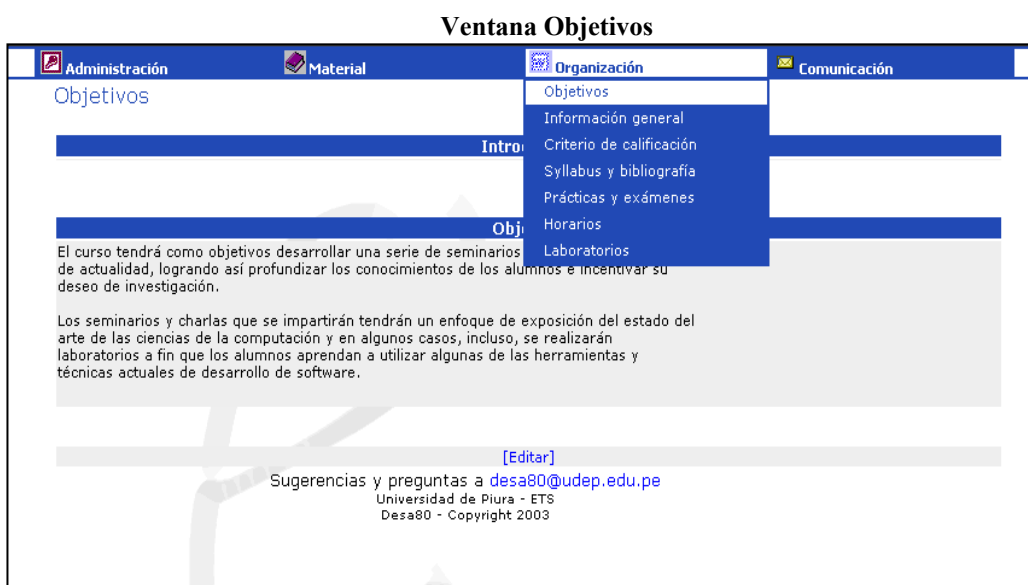 Ventana Objetivos
Administración Material Organización Comunicación
Objetivos
Objetivos
Información general
Intro
Criterio de calificación
Syllabus y bibliografía
Prácticas y exámenes
Horarios
Obje
Laboratorios
El curso tendrá como objetivos desarrollar una serie de seminarios
de actualidad, logrando así profundizar los conocimientos de los alumnos e incentivar su
deseo de investigación.
Los seminarios y charlas que se impartirán tendrán un enfoque de exposición del estado del
arte de las ciencias de la computación y en algunos casos, incluso, se realizarán
laboratorios a fin que los alumnos aprendan a utilizar algunas de las herramientas y
técnicas actuales de desarrollo de software.
[Editar]
Sugerencias y preguntas a desa80@udep.edu.pe
Universidad de Piura - ETS
Desa80 - Copyright 2003